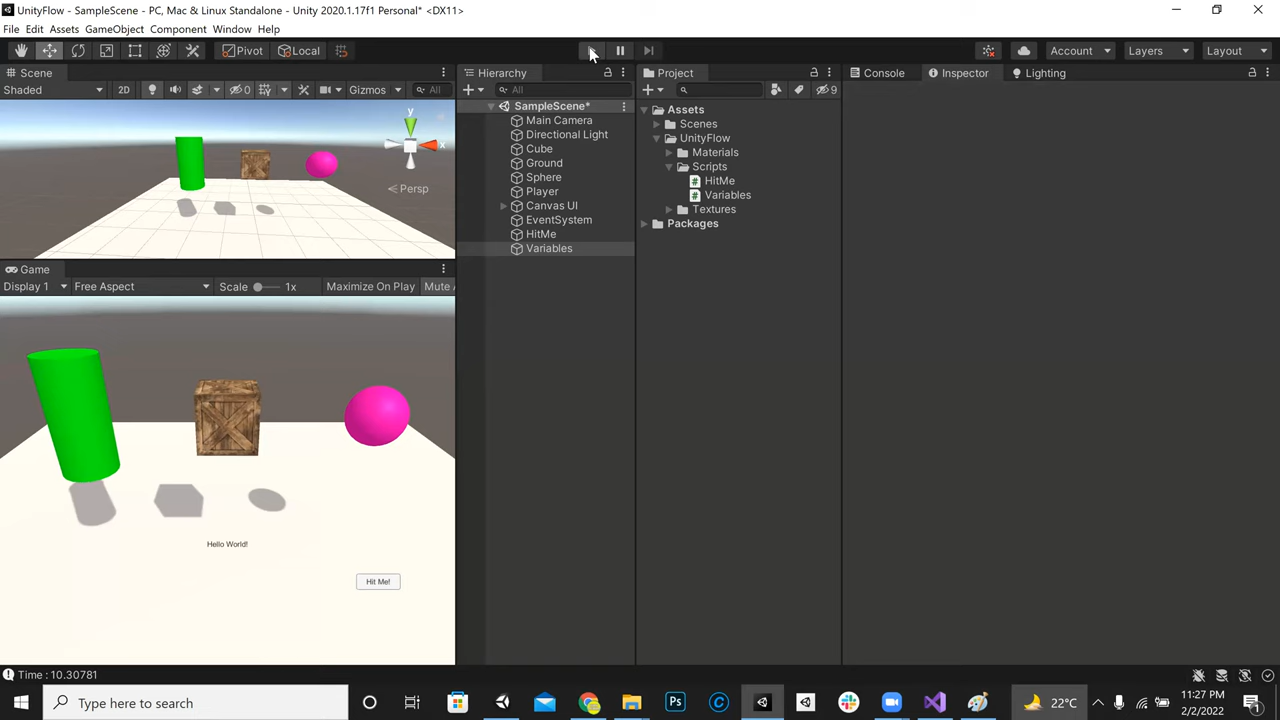 UnityFlow - SampleScene - PC, Mac & Linux Standalone - Unity 2020.1.17f1 Personal* <DX11>
File Edit Assets GameObject Component Window Help
Pivot Local Account Layers Layout
Scene
Shaded 2D 0 Gizmos All
y
x
Persp
Game
Display 1 Free Aspect Scale 1x Maximize On Play Mute
Hello World!
Hit Me!
Hierarchy
All
SampleScene*
Main Camera
Directional Light
Cube
Ground
Sphere
Player
Canvas UI
EventSystem
HitMe
Variables
Project
9
Assets
Scenes
UnityFlow
Materials
Scripts
HitMe
Variables
Textures
Packages
Console Inspector Lighting
Time : 10.30781
Type here to search
Ps
22°C
11:27 PM
2/2/2022
1